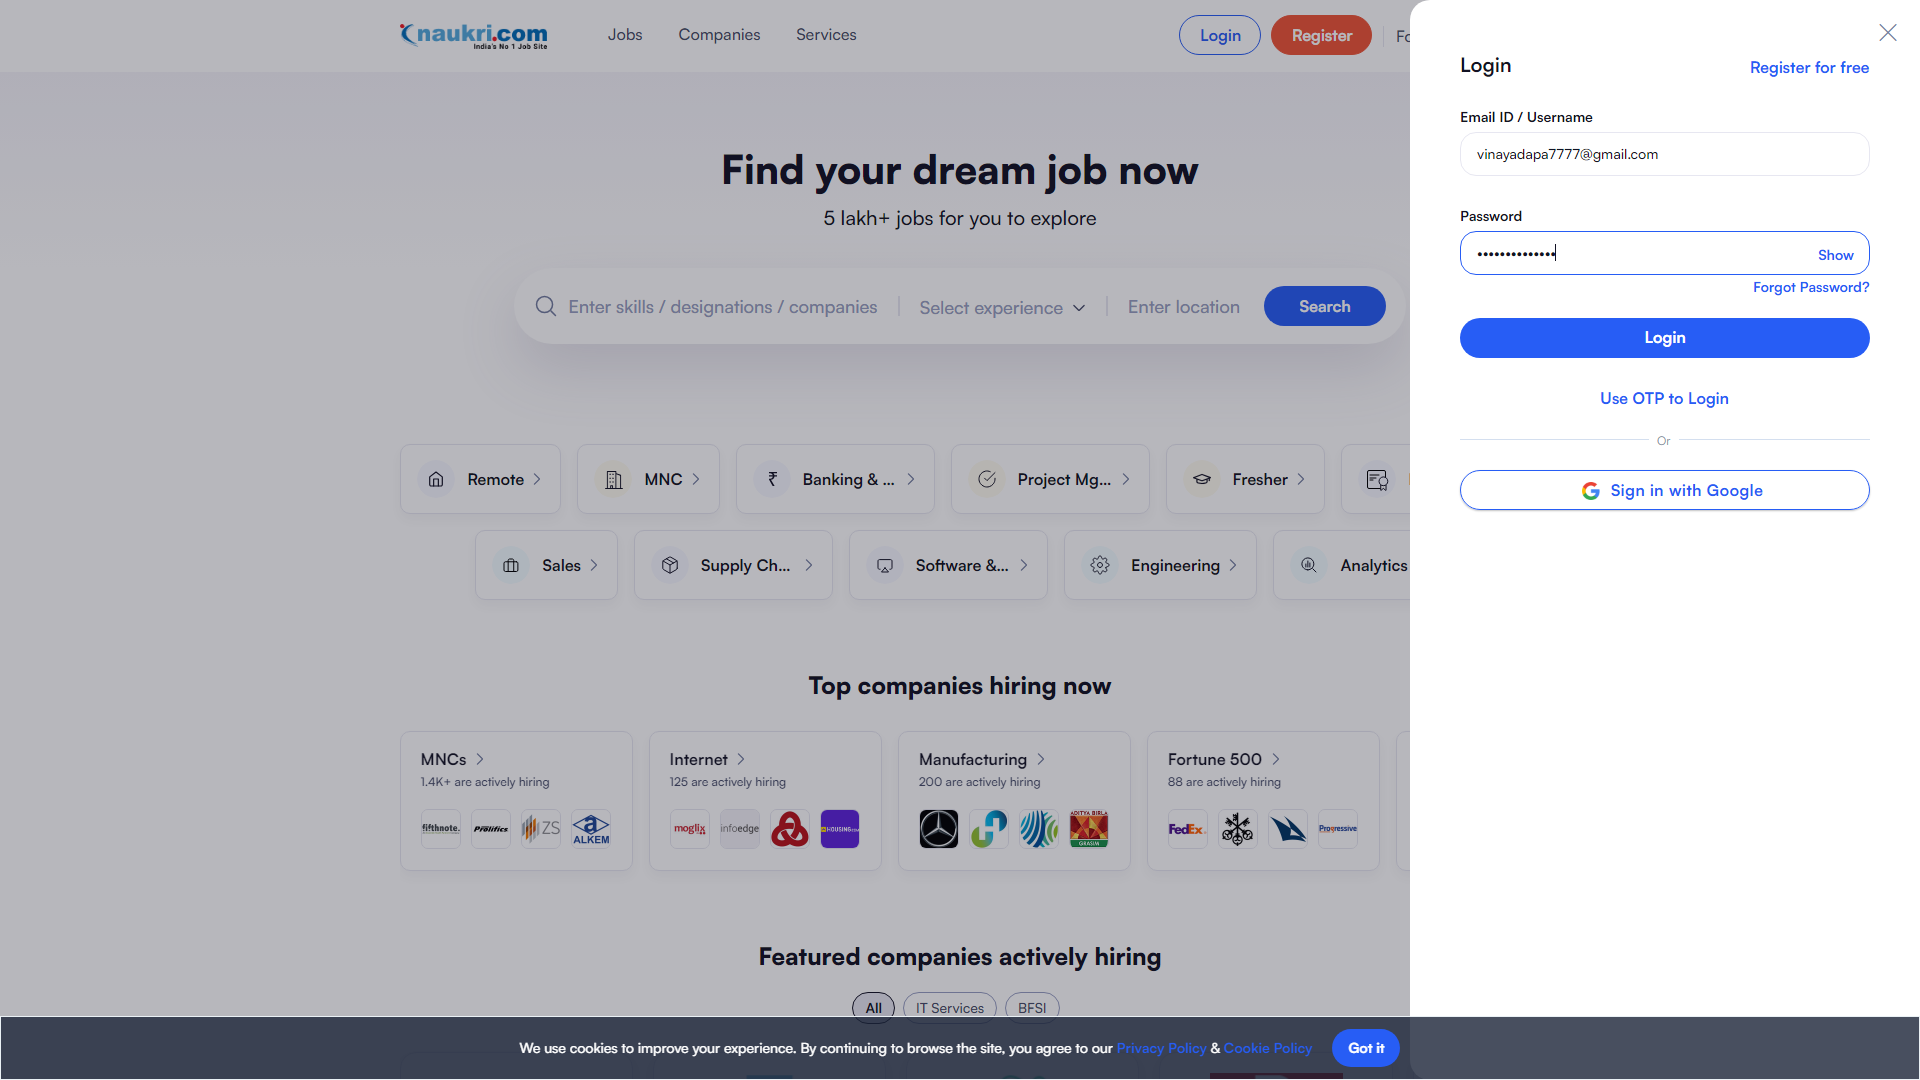 naukri.com
India's No 1 Job Site
Jobs
Companies
Services
Login
Register
Login
Register for free
Email ID / Username
vinayadapa7777@gmail.com
Password
••••••••••••••
Show
Forgot Password?
Login
Use OTP to Login
Or
Sign in with Google
Find your dream job now
5 lakh+ jobs for you to explore
Enter skills / designations / companies
Select experience
Enter location
Search
Remote
MNC
Banking & ...
Project Mg...
Fresher
Sales
Supply Ch...
Software &...
Engineering
Analytics
Top companies hiring now
MNCs
1.4K+ are actively hiring
fifthnote.
Prolifics
ZS
ALKEM
Internet
125 are actively hiring
moglix
infoedge
HOUSING.com
Manufacturing
200 are actively hiring
ADITYA BIRLA
GRASIM
Fortune 500
88 are actively hiring
FedEx
Progressive
Featured companies actively hiring
All
IT Services
BFSI
We use cookies to improve your experience. By continuing to browse the site, you agree to our Privacy Policy & Cookie Policy
Got it